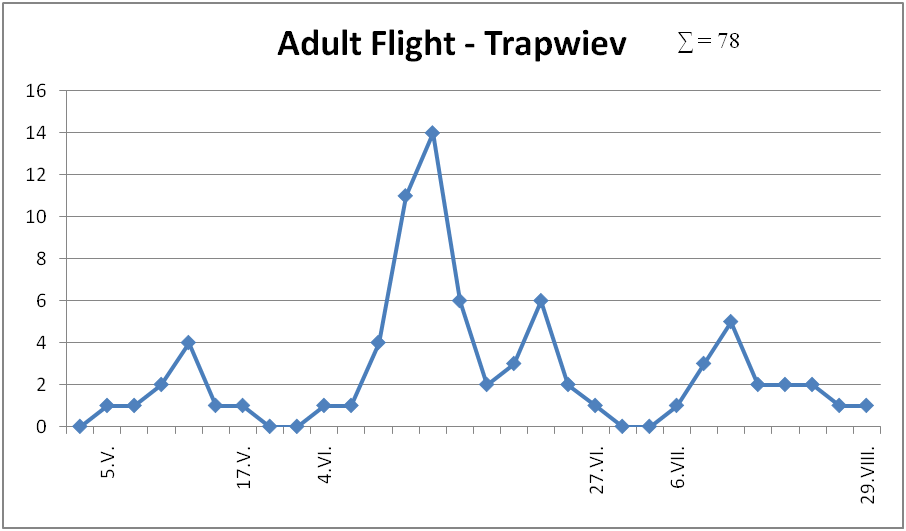 Adult Flight - Trapwiev
∑ = 78
16
14
12
10
8
6
4
2
0
5.V.
17.V.
4.VI.
27.VI.
6.VII.
29.VIII.